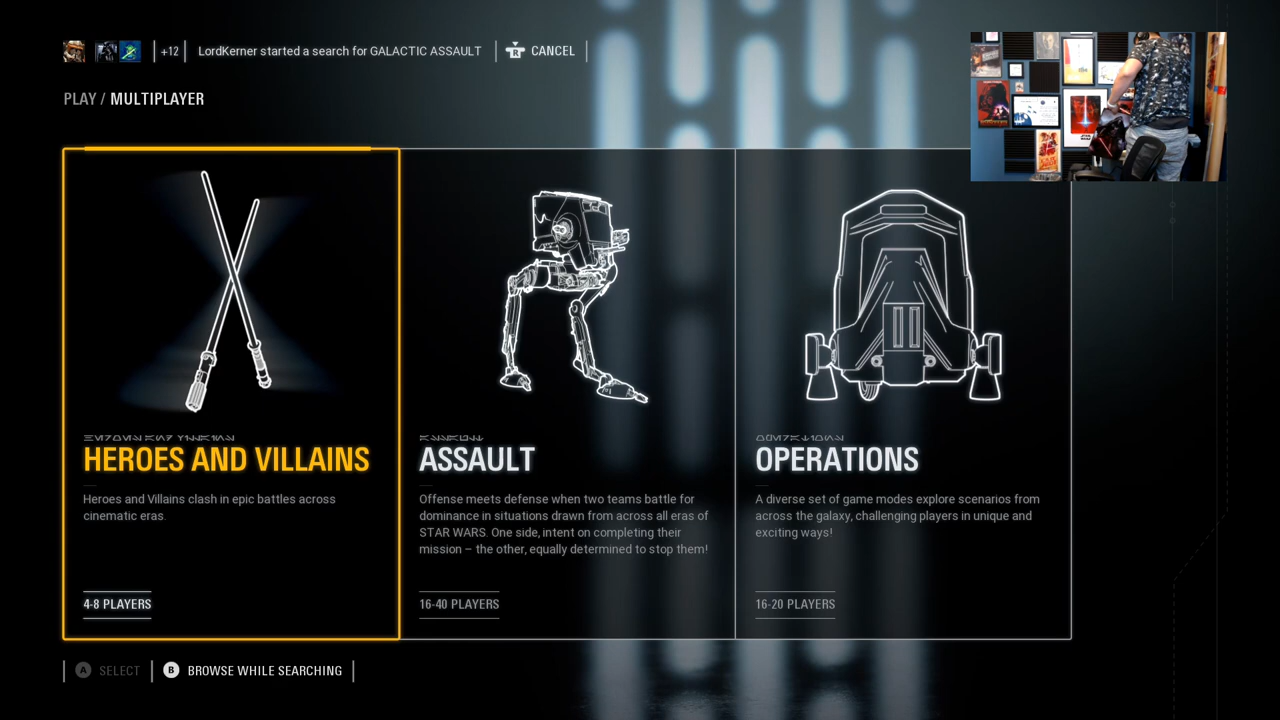 +12 LordKerner started a search for GALACTIC ASSAULT R CANCEL
PLAY / MULTIPLAYER
HEROES AND VILLAINS
Heroes and Villains clash in epic battles across
cinematic eras.
4-8 PLAYERS
ASSAULT
Offense meets defense when two teams battle for
dominance in situations drawn from across all eras of
STAR WARS. One side, intent on completing their
mission – the other, equally determined to stop them!
16-40 PLAYERS
OPERATIONS
A diverse set of game modes explore scenarios from
across the galaxy, challenging players in unique and
exciting ways!
16-20 PLAYERS
A SELECT B BROWSE WHILE SEARCHING